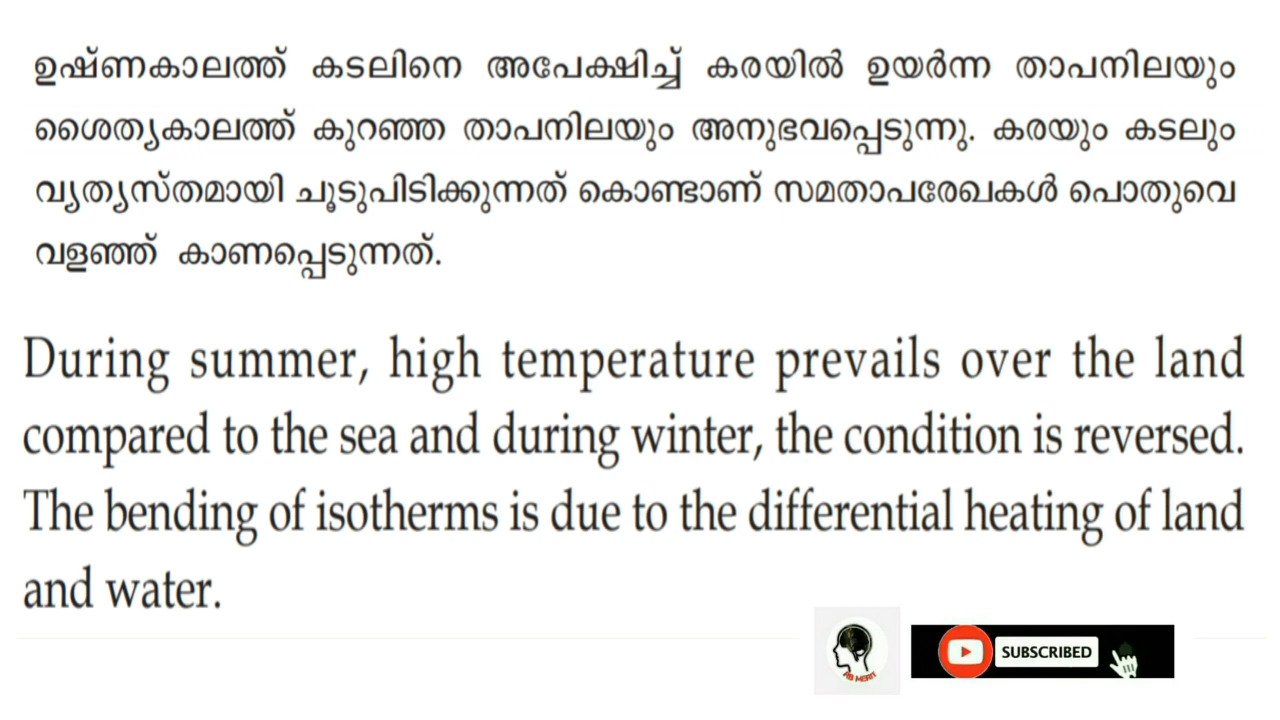 ഉഷ്ണകാലത്ത് കടലിനെ അപേക്ഷിച്ച് കരയിൽ ഉയർന്ന താപനിലയും
ശൈത്യകാലത്ത് കുറഞ്ഞ താപനിലയും അനുഭവപ്പെടുന്നു. കരയും കടലും
വ്യത്യസ്തമായി ചൂടുപിടിക്കുന്നത് കൊണ്ടാണ് സമതാപരേഖകൾ പൊതുവെ
വളഞ്ഞ് കാണപ്പെടുന്നത്.
During summer, high temperature prevails over the land
compared to the sea and during winter, the condition is reversed.
The bending of isotherms is due to the differential heating of land
and water.
RB MERIT
SUBSCRIBED